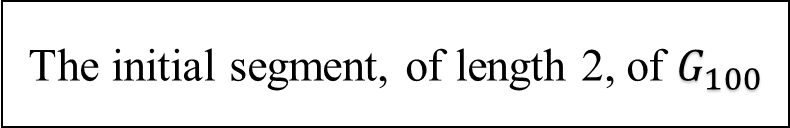 The initial segment, of length 2, of G₁₀₀